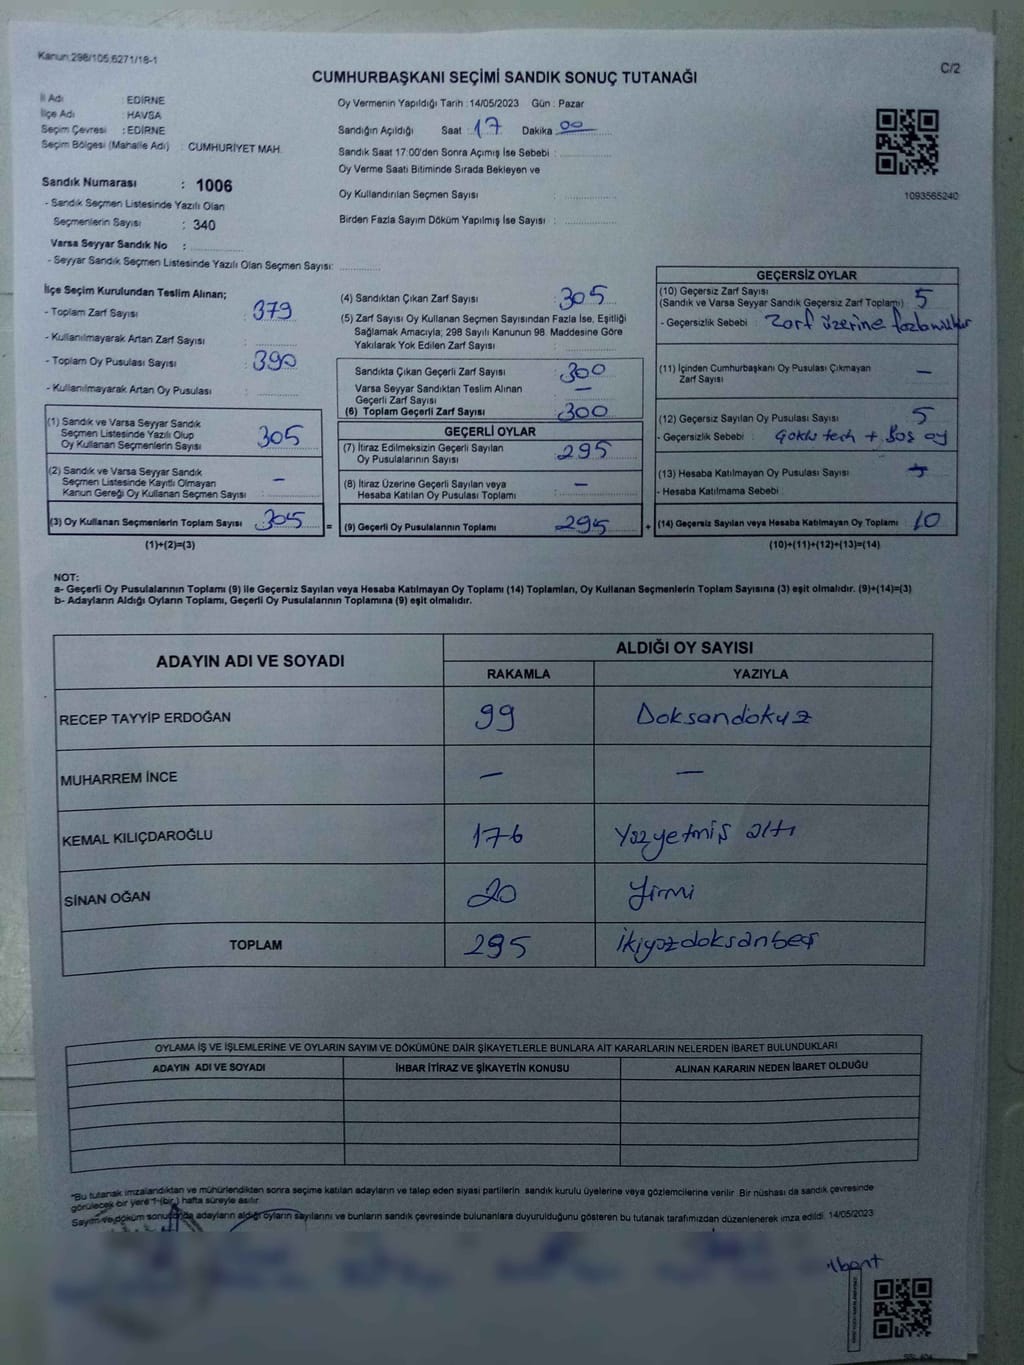 Kanun:298/105,6271/18-1
C/2
CUMHURBAŞKANI SEÇİMİ SANDIK SONUÇ TUTANAĞI
İl Adı : EDİRNE
İlçe Adı : HAVSA
Seçim Çevresi : EDİRNE
Seçim Bölgesi (Mahalle Adı) : CUMHURİYET MAH.
Sandık Numarası : 1006
- Sandık Seçmen Listesinde Yazılı Olan
Seçmenlerin Sayısı : 340
Varsa Seyyar Sandık No :
- Seyyar Sandık Seçmen Listesinde Yazılı Olan Seçmen Sayısı:
Oy Vermenin Yapıldığı Tarih :14/05/2023 Gün : Pazar
Sandığın Açıldığı Saat : 17 Dakika : 00
Sandık Saat 17:00'den Sonra Açımış İse Sebebi :
Oy Verme Saati Bitiminde Sırada Bekleyen ve
Oy Kullandırılan Seçmen Sayısı :
Birden Fazla Sayım Döküm Yapılmış İse Sayısı :
1093565240
İlçe Seçim Kurulundan Teslim Alınan;
- Toplam Zarf Sayısı : 379
- Kullanılmayarak Artan Zarf Sayısı :
- Toplam Oy Pusulası Sayısı : 390
- Kullanılmayarak Artan Oy Pusulası :
(1) Sandık ve Varsa Seyyar Sandık
Seçmen Listesinde Yazılı Olup
Oy Kullanan Seçmenlerin Sayısı : 305
(2) Sandık ve Varsa Seyyar Sandık
Seçmen Listesinde Kayıtlı Olmayan
Kanun Gereği Oy Kullanan Seçmen Sayısı : –
(3) Oy Kullanan Seçmenlerin Toplam Sayısı : 305 =
(1)+(2)=(3)
(4) Sandıktan Çıkan Zarf Sayısı : 305
(5) Zarf Sayısı Oy Kullanan Seçmen Sayısından Fazla İse, Eşitliği
Sağlamak Amacıyla; 298 Sayılı Kanunun 98. Maddesine Göre
Yakılarak Yok Edilen Zarf Sayısı :
Sandıkta Çıkan Geçerli Zarf Sayısı : 300
Varsa Seyyar Sandıktan Teslim Alınan
Geçerli Zarf Sayısı : –
(6) Toplam Geçerli Zarf Sayısı : 300
GEÇERLİ OYLAR
(7) İtiraz Edilmeksizin Geçerli Sayılan
Oy Pusulalarının Sayısı : 295
(8) İtiraz Üzerine Geçerli Sayılan veya
Hesaba Katılan Oy Pusulası Toplamı : –
(9) Geçerli Oy Pusulalarının Toplamı : 295 +
GEÇERSİZ OYLAR
(10) Geçersiz Zarf Sayısı
(Sandık ve Varsa Seyyar Sandık Geçersiz Zarf Toplamı) : 5
- Geçersizlik Sebebi : Zarf üzerine fazla mühür
(11) İçinden Cumhurbaşkanı Oy Pusulası Çıkmayan
Zarf Sayısı : –
(12) Geçersiz Sayılan Oy Pusulası Sayısı : 5
- Geçersizlik Sebebi : Çoklu terch + Boş oy
(13) Hesaba Katılmayan Oy Pusulası Sayısı :
- Hesaba Katılmama Sebebi :
(14) Geçersiz Sayılan veya Hesaba Katılmayan Oy Toplamı : 10
(10)+(11)+(12)+(13)=(14)
NOT:
a- Geçerli Oy Pusulalarının Toplamı (9) ile Geçersiz Sayılan veya Hesaba Katılmayan Oy Toplamı (14) Toplamları, Oy Kullanan Seçmenlerin Toplam Sayısına (3) eşit olmalıdır. (9)+(14)=(3)
b- Adayların Aldığı Oyların Toplamı, Geçerli Oy Pusulalarının Toplamına (9) eşit olmalıdır.
ADAYIN ADI VE SOYADI ALDIĞI OY SAYISI
RAKAMLA YAZIYLA
RECEP TAYYİP ERDOĞAN 99 Doksandokuz
MUHARREM İNCE – –
KEMAL KILIÇDAROĞLU 176 Yüzyetmiş altı
SİNAN OĞAN 20 Yirmi
TOPLAM 295 İkiyüzdoksanbeş
OYLAMA İŞ VE İŞLEMLERİNE VE OYLARIN SAYIM VE DÖKÜMÜNE DAİR ŞİKAYETLERLE BUNLARA AİT KARARLARIN NELERDEN İBARET BULUNDUKLARI
ADAYIN ADI VE SOYADI İHBAR İTİRAZ VE ŞİKAYETİN KONUSU ALINAN KARARIN NEDEN İBARET OLDUĞU
"Bu tutanak imzalandıktan ve mühürlendikten sonra seçime katılan adayların ve talep eden siyasi partilerin sandık kurulu üyelerine veya gözlemcilerine verilir. Bir nüshası da sandık çevresinde
görülecek bir yere 1 (bir) hafta süreyle asılır.
Sayım ve döküm sonucunda adayların aldığı oyların sayılarını ve bunların sandık çevresinde bulunanlara duyurulduğunu gösteren bu tutanak tarafımızdan düzenlenerek imza edildi. 14/05/2023